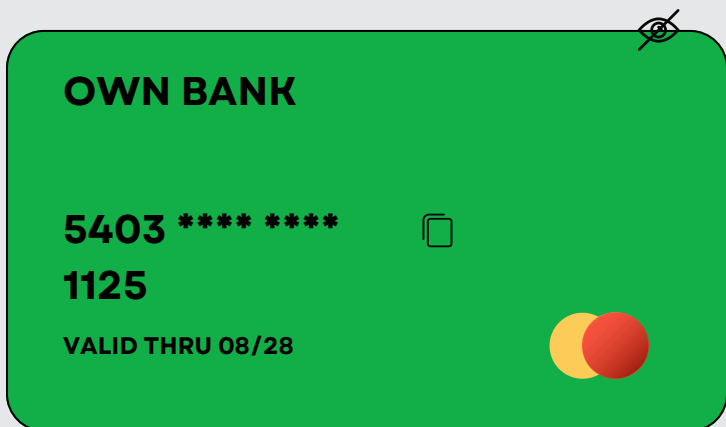 OWN BANK
5403 **** ****
1125
VALID THRU 08/28